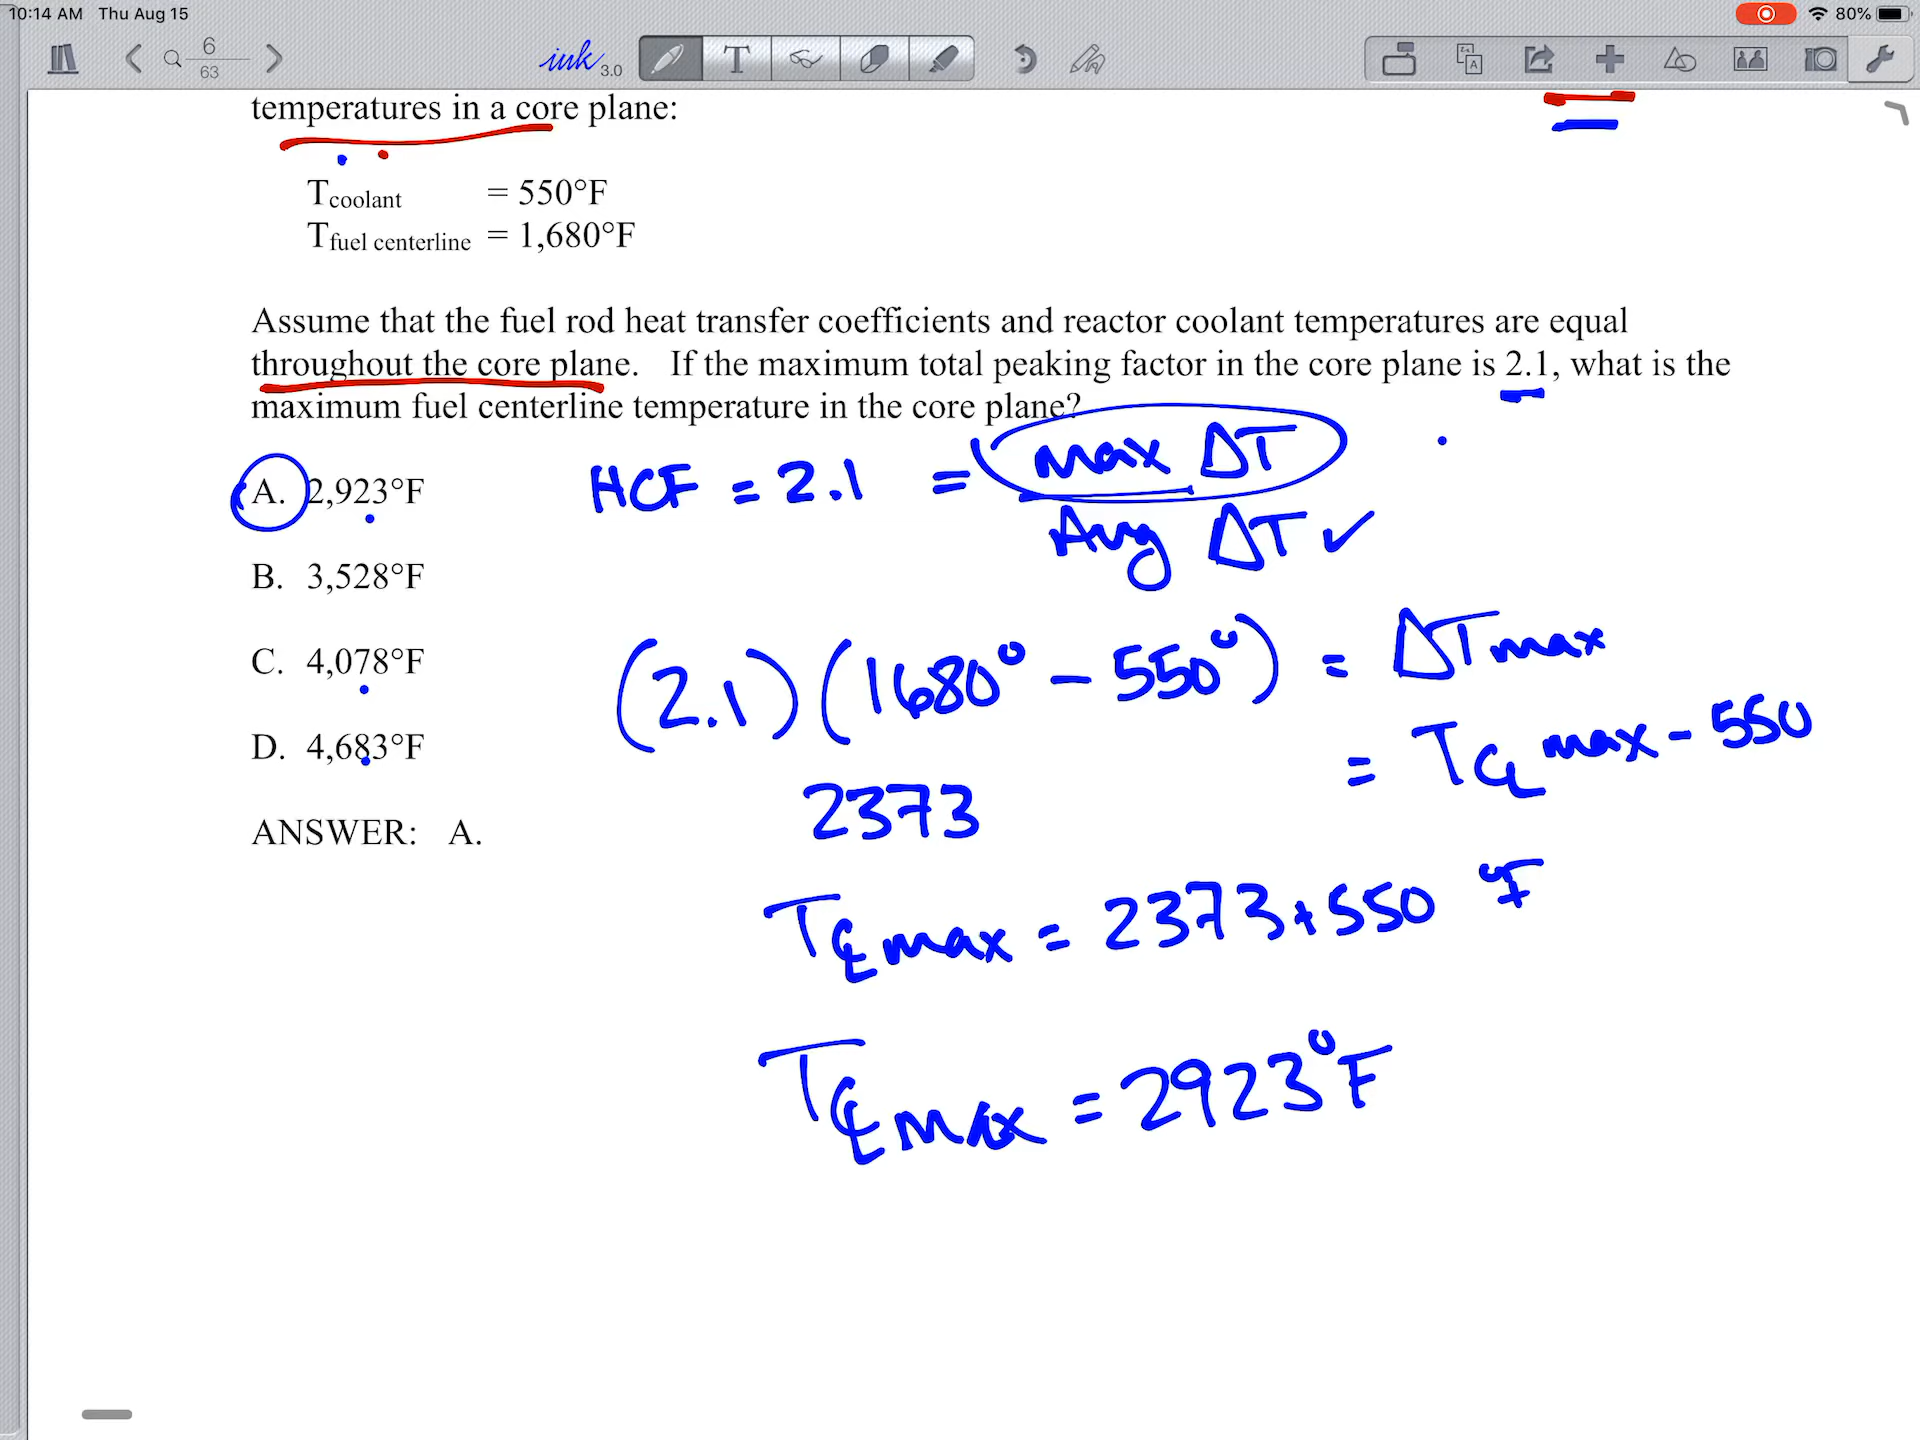 10:14 AM Thu Aug 15
80%
6
63
ink 3.0
T
temperatures in a core plane:
Tcoolant = 550°F
Tfuel centerline = 1,680°F
Assume that the fuel rod heat transfer coefficients and reactor coolant temperatures are equal
throughout the core plane. If the maximum total peaking factor in the core plane is 2.1, what is the
maximum fuel centerline temperature in the core plane?
A. 2,923°F
B. 3,528°F
C. 4,078°F
D. 4,683°F
ANSWER: A.
HCF = 2.1 = max ΔT
Avg ΔT ✓
(2.1)(1680° - 550°) = ΔTmax
= T℄ max - 550
2373
T℄ max = 2373 + 550 °F
T℄ max = 2923°F